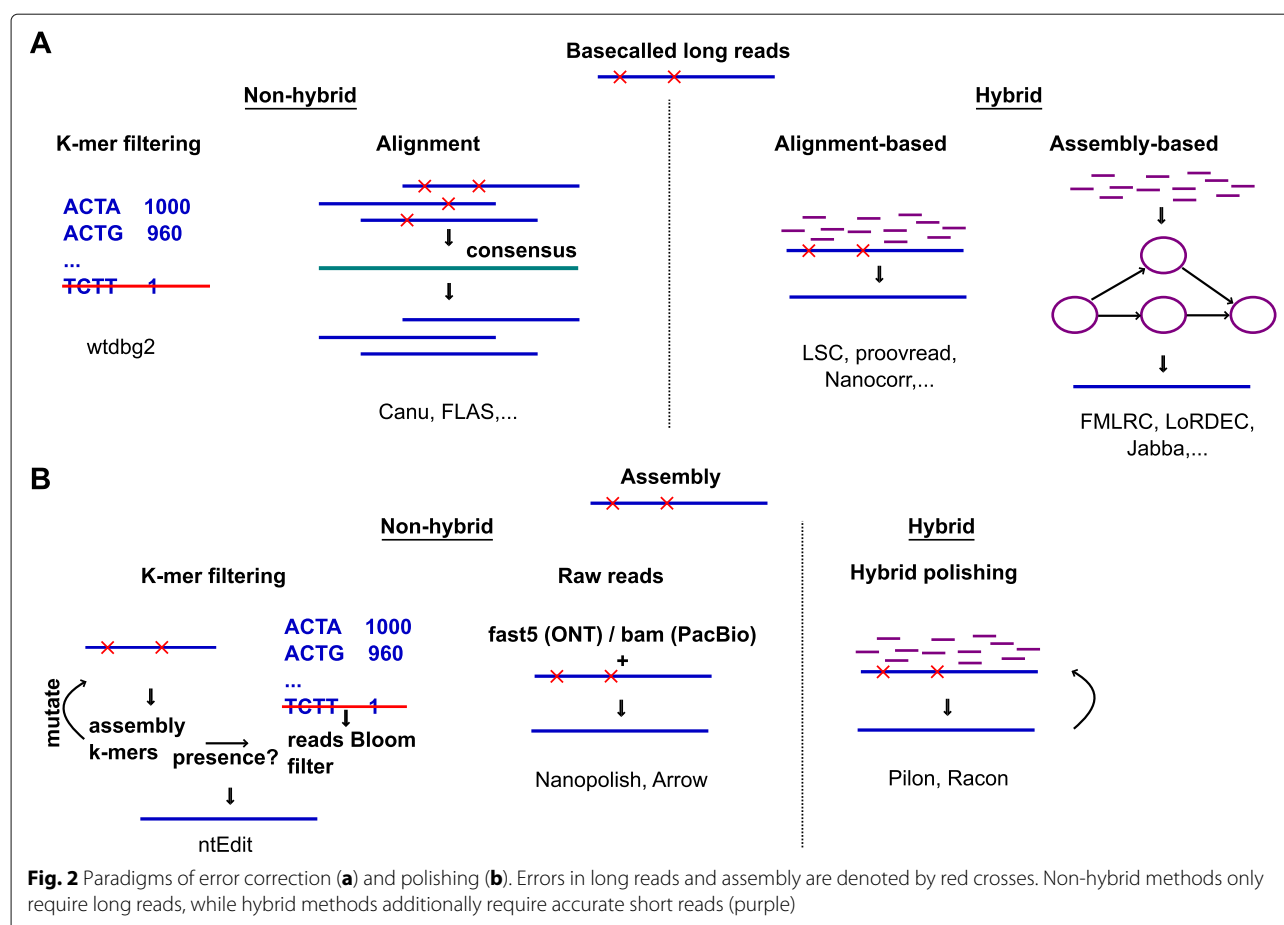 A
Basecalled long reads
Non-hybrid
Hybrid
K-mer filtering
Alignment
Alignment-based
Assembly-based
ACTA 1000
ACTG 960
...
TCTT 1
wtdbg2
consensus
Canu, FLAS,...
LSC, proovread,
Nanocorr,...
FMLRC, LoRDEC,
Jabba,...
B
Assembly
Non-hybrid
Hybrid
K-mer filtering
Raw reads
Hybrid polishing
mutate
assembly
k-mers
presence?
ACTA 1000
ACTG 960
...
TCTT 1
reads Bloom
filter
ntEdit
fast5 (ONT) / bam (PacBio)
+
Nanopolish, Arrow
Pilon, Racon
Fig. 2 Paradigms of error correction (a) and polishing (b). Errors in long reads and assembly are denoted by red crosses. Non-hybrid methods only
require long reads, while hybrid methods additionally require accurate short reads (purple)